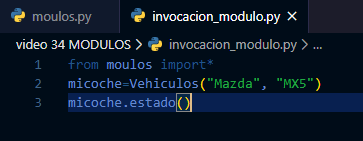 moulos.py invocacion_modulo.py ×
video 34 MODULOS > invocacion_modulo.py > ...
1 from moulos import*
2 micoche=Vehiculos("Mazda", "MX5")
3 micoche.estado()